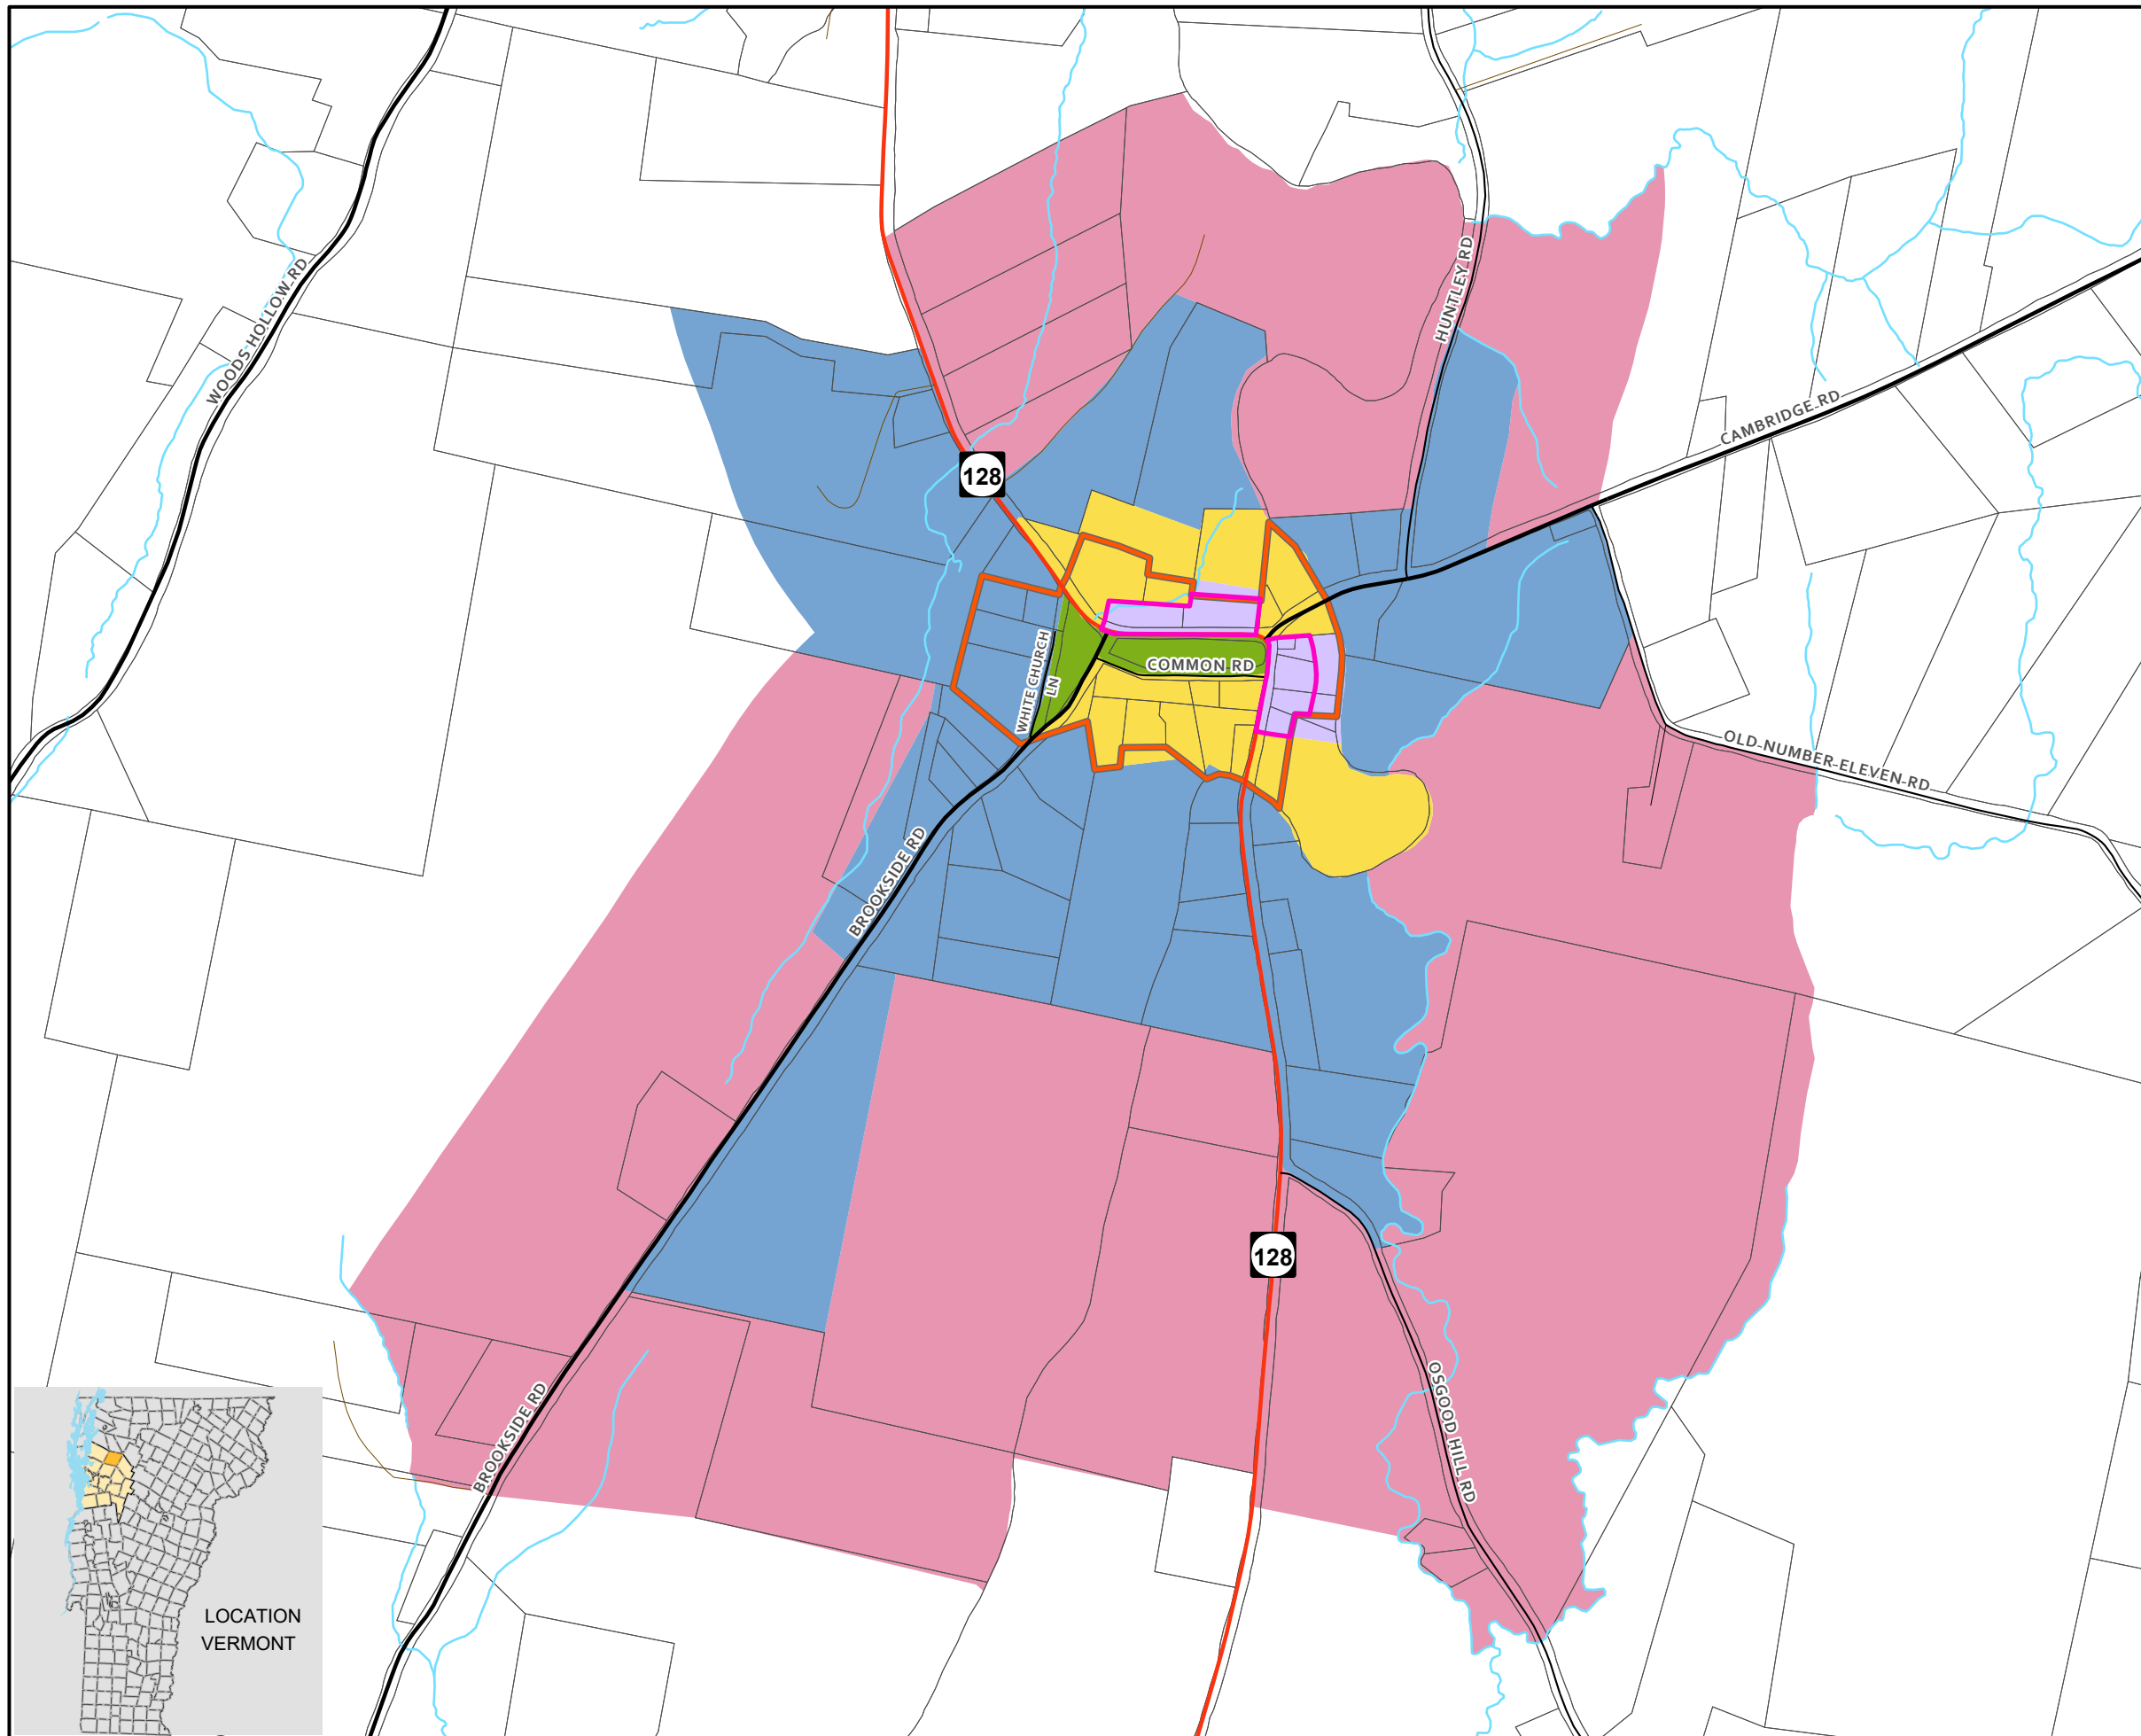 HUNTLEY RD
WOODS HOLLOW RD
CAMBRIDGE RD
128
WHITE CHURCH
LN
COMMON RD
OLD NUMBER ELEVEN RD
BROOKSIDE RD
128
OSGOOD HILL RD
BROOKSIDE RD
LOCATION
VERMONT